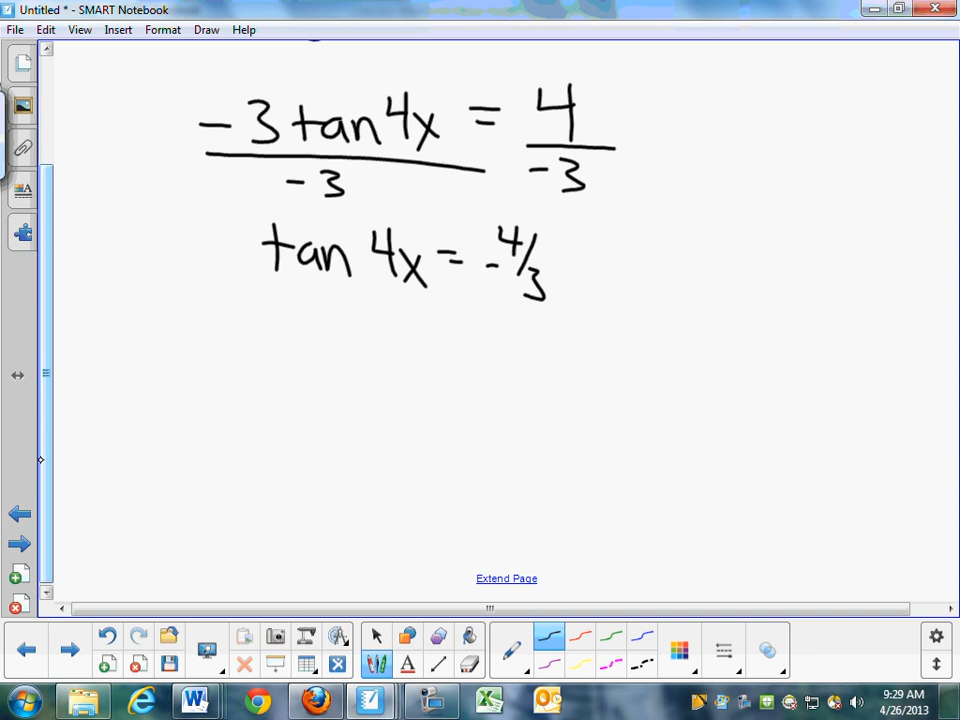 Untitled * - SMART Notebook
File Edit View Insert Format Draw Help
-3 tan 4x = 4
-3 -3
tan 4x = -4/3
Extend Page
9:29 AM
4/26/2013